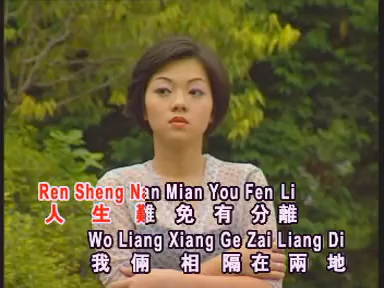 Ren Sheng Nan Mian You Fen Li
人 生 難 免 有 分 離
Wo Liang Xiang Ge Zai Liang Di
我 倆 相 隔 在 兩 地